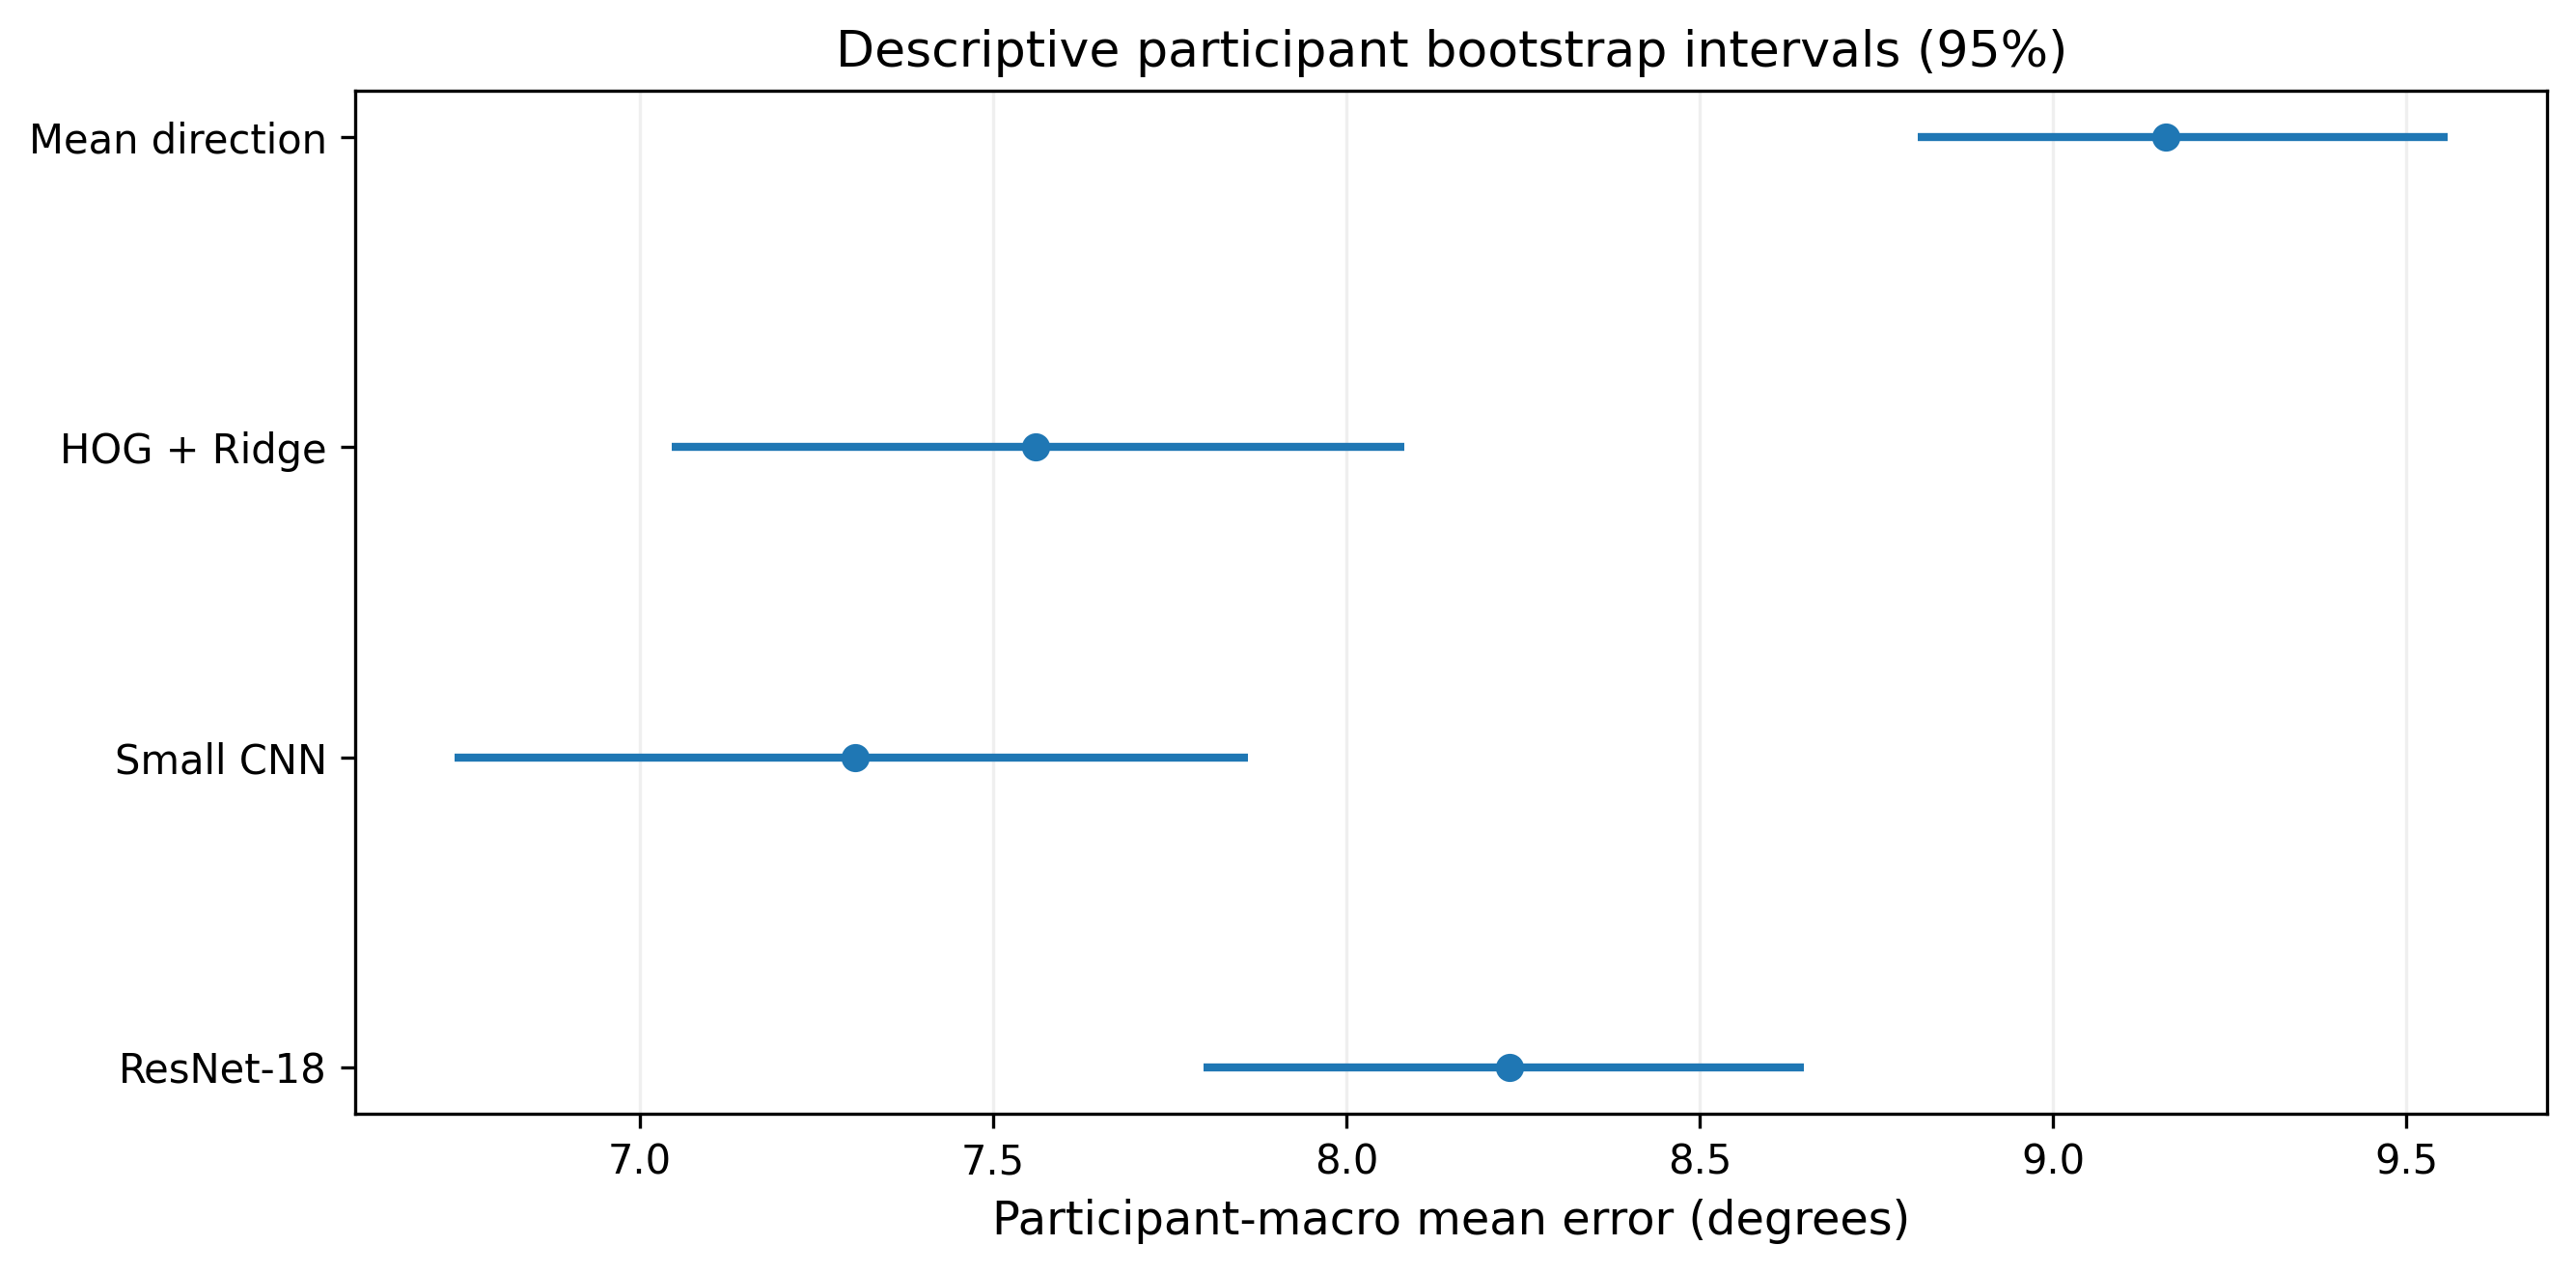 Descriptive participant bootstrap intervals (95%)
Mean direction
HOG + Ridge
Small CNN
ResNet-18
7.0 7.5 8.0 8.5 9.0 9.5
Participant-macro mean error (degrees)